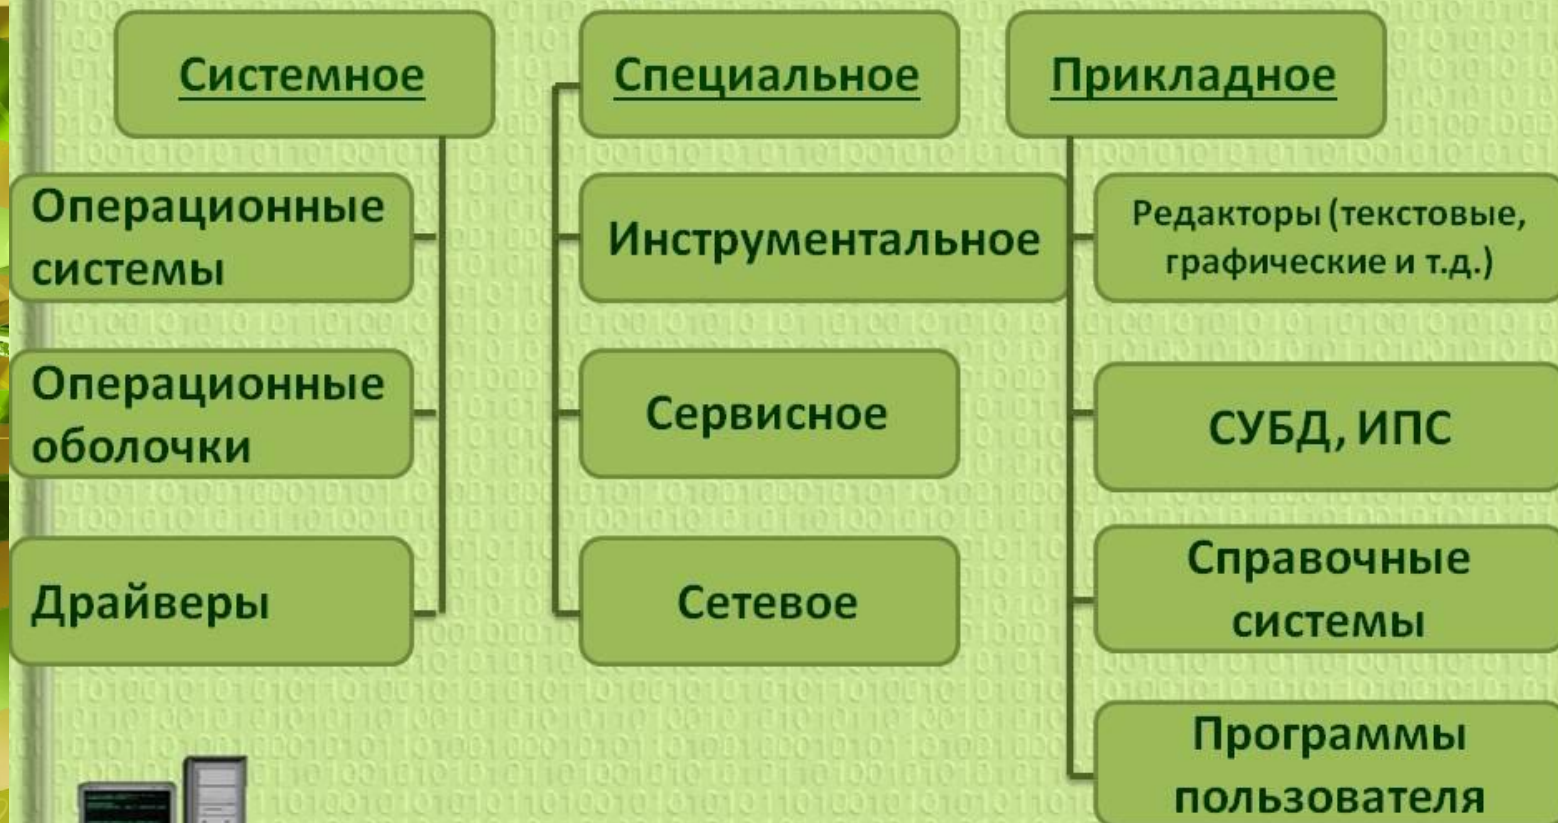 Системное
Операционные
системы
Операционные
оболочки
Драйверы
Специальное
Инструментальное
Сервисное
Сетевое
Прикладное
Редакторы (текстовые,
графические и т.д.)
СУБД, ИПС
Справочные
системы
Программы
пользователя